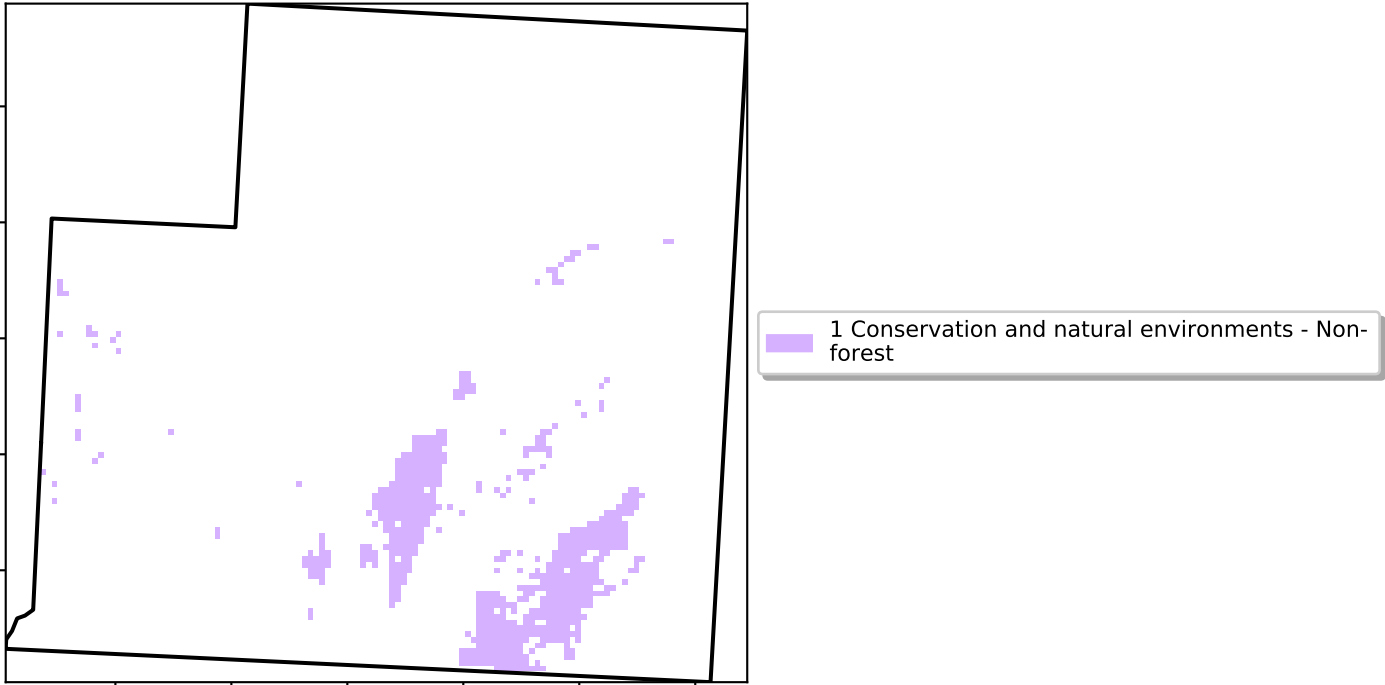 1 Conservation and natural environments - Non-
forest